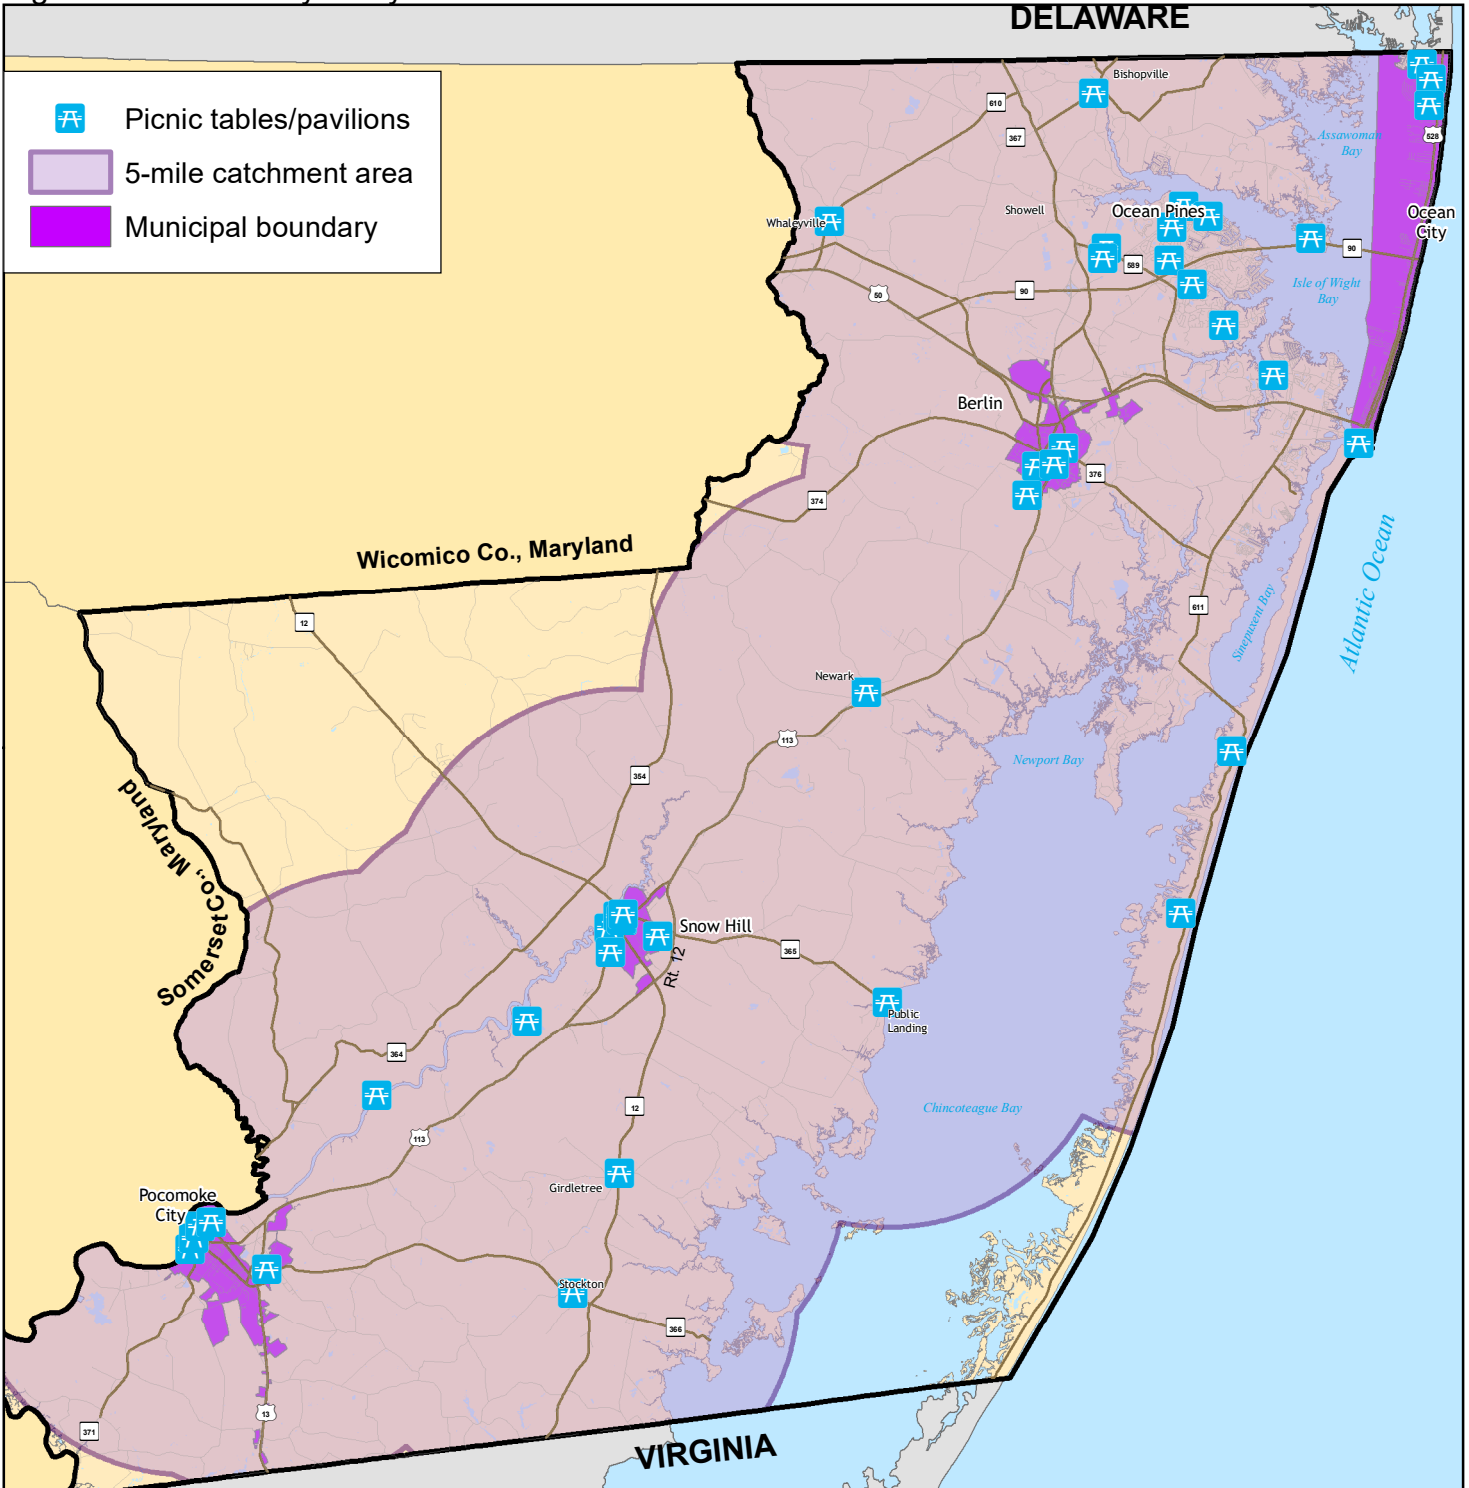 DELAWARE
Picnic tables/pavilions
5-mile catchment area
Municipal boundary
Bishopville
610
367
Assawoman
Bay
528
Whaleyville
Showell
Ocean Pines
Ocean
City
589
90
50
90
Isle of Wight
Bay
Berlin
376
374
Wicomico Co., Maryland
Atlantic Ocean
12
611
Sinepuxent Bay
Newark
113
Newport Bay
354
Somerset Co., Maryland
Snow Hill
365
Rt. 12
Public
Landing
364
Chincoteague Bay
12
113
Girdletree
Pocomoke
City
Stockton
366
13
371
VIRGINIA